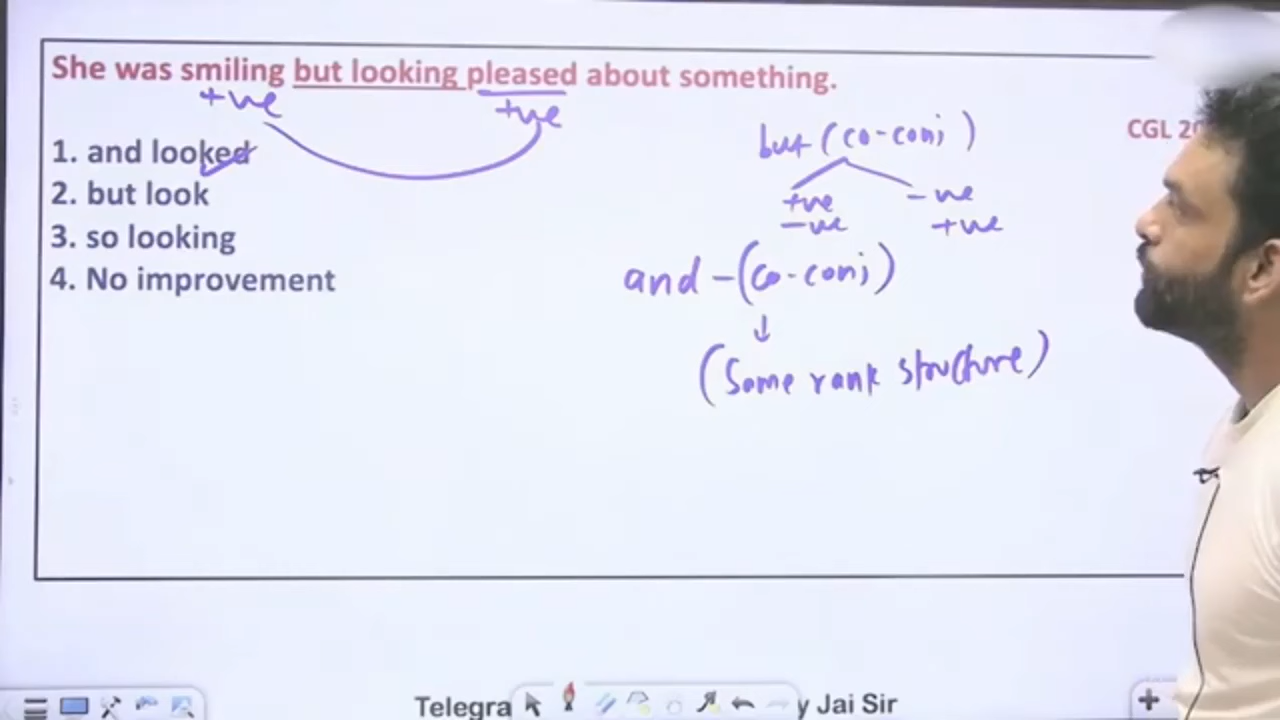 She was smiling but looking pleased about something.
+ve +ve
1. and looked
2. but look
3. so looking
4. No improvement
CGL 20
but (co-conj)
+ve - ve
-ve +ve
and - (co-conj)
↓
(Same rank structure)
Telegra y Jai Sir